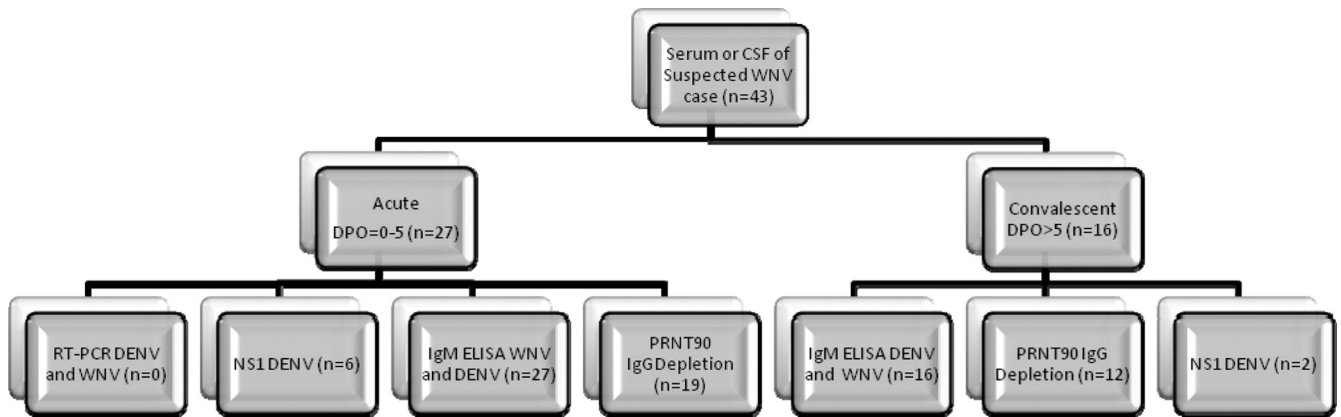 Serum or CSF of
Suspected WNV
case (n=43)
Acute
DPO=0-5 (n=27)
Convalescent
DPO>5 (n=16)
RT-PCR DENV
and WNV (n=0)
NS1 DENV (n=6)
IgM ELISA WNV
and DENV (n=27)
PRNT90
IgG Depletion
(n=19)
IgM ELISA DENV
and WNV (n=16)
PRNT90 IgG
Depletion (n=12)
NS1 DENV (n=2)